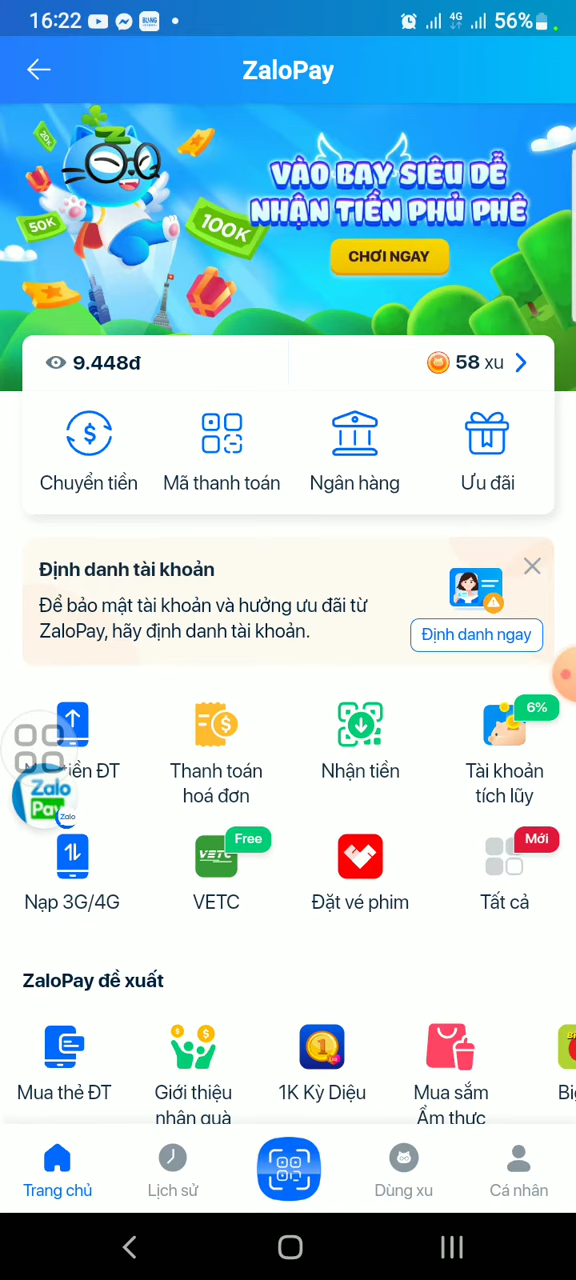 16:22
4G
56%
ZaloPay
20K
50K
100K
VÀO BAY SIÊU DỄ
NHẬN TIỀN PHỦ PHÊ
CHƠI NGAY
9.448đ
58 xu
Chuyển tiền
Mã thanh toán
Ngân hàng
Ưu đãi
Định danh tài khoản
Để bảo mật tài khoản và hưởng ưu đãi từ
ZaloPay, hãy định danh tài khoản.
Định danh ngay
iền ĐT
Thanh toán
hoá đơn
Nhận tiền
6%
Tài khoản
tích lũy
Zalo
Pay
Zalo
Nạp 3G/4G
VETC
Free
VETC
Đặt vé phim
Mới
Tất cả
ZaloPay đề xuất
Mua thẻ ĐT
Giới thiệu
nhận quà
1
1K Kỳ Diệu
Mua sắm
Ẩm thực
Trang chủ
Lịch sử
Dùng xu
Cá nhân